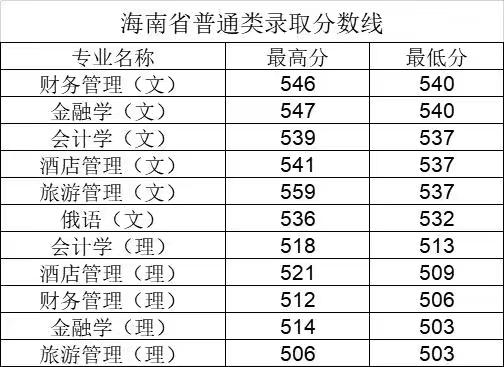 海南省普通类录取分数线
专业名称 最高分 最低分
财务管理（文） 546 540
金融学（文） 547 540
会计学（文） 539 537
酒店管理（文） 541 537
旅游管理（文） 559 537
俄语（文） 536 532
会计学（理） 518 513
酒店管理（理） 521 509
财务管理（理） 512 506
金融学（理） 514 503
旅游管理（理） 506 503